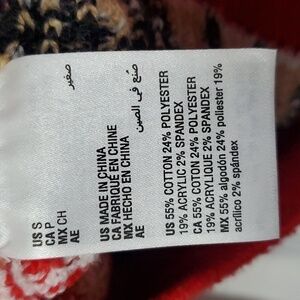 US S
CA P
MX CH
AE صغير
US MADE IN CHINA
CA FABRIQUÉ EN CHINE
MX HECHO EN CHINA
AE صنع في الصين
US 55% COTTON 24% POLYESTER
19% ACRYLIC 2% SPANDEX
CA 55% COTON 24% POLYESTER
19% ACRYLIQUE 2% SPANDEX
MX 55% algodón 24% poliester 19%
acrílico 2% spándex